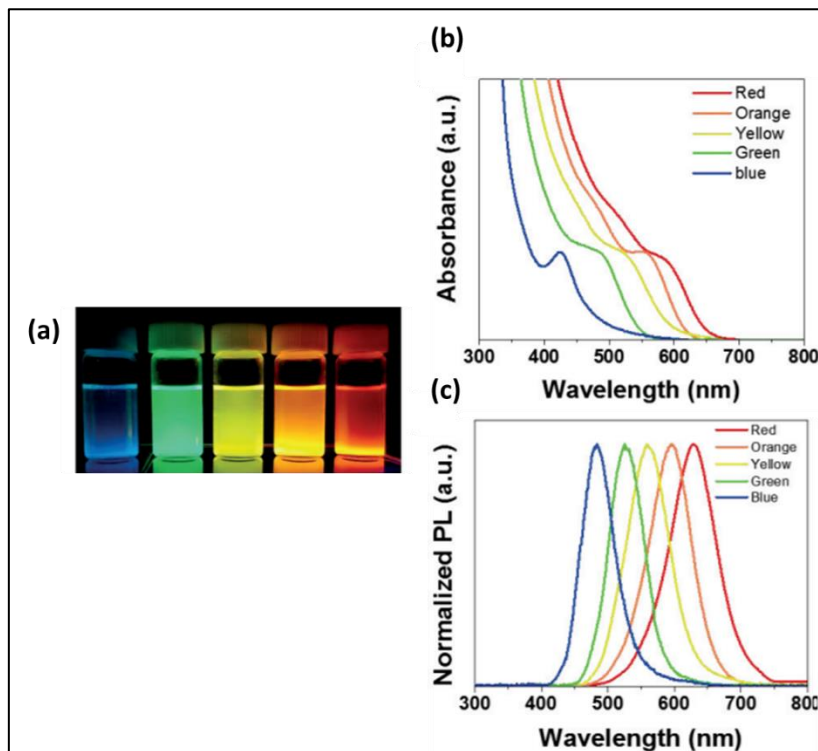 (a)
(b)
Absorbance (a.u.)
Red
Orange
Yellow
Green
blue
300 400 500 600 700 800
Wavelength (nm)
(c)
Normalized PL (a.u.)
Red
Orange
Yellow
Green
Blue
300 400 500 600 700 800
Wavelength (nm)